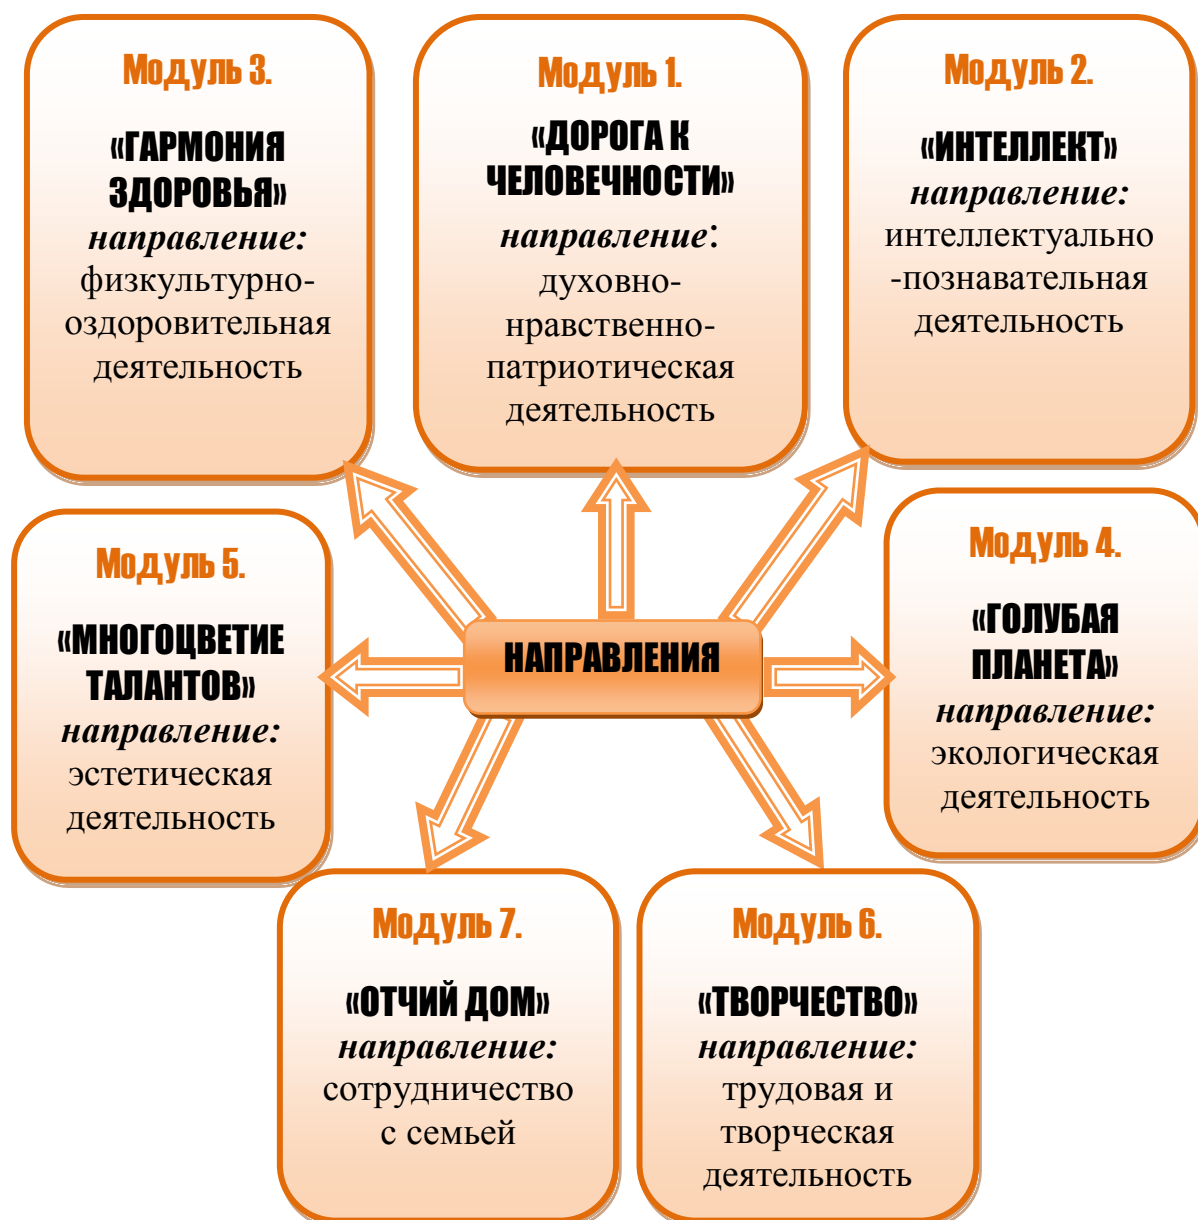 Модуль 3.
«ГАРМОНИЯ
ЗДОРОВЬЯ»
направление:
физкультурно-
оздоровительная
деятельность
Модуль 1.
«ДОРОГА К
ЧЕЛОВЕЧНОСТИ»
направление:
духовно-
нравственно-
патриотическая
деятельность
Модуль 2.
«ИНТЕЛЛЕКТ»
направление:
интеллектуально
-познавательная
деятельность
Модуль 5.
«МНОГОЦВЕТИЕ
ТАЛАНТОВ»
направление:
эстетическая
деятельность
НАПРАВЛЕНИЯ
Модуль 4.
«ГОЛУБАЯ
ПЛАНЕТА»
направление:
экологическая
деятельность
Модуль 7.
«ОТЧИЙ ДОМ»
направление:
сотрудничество
с семьей
Модуль 6.
«ТВОРЧЕСТВО»
направление:
трудовая и
творческая
деятельность